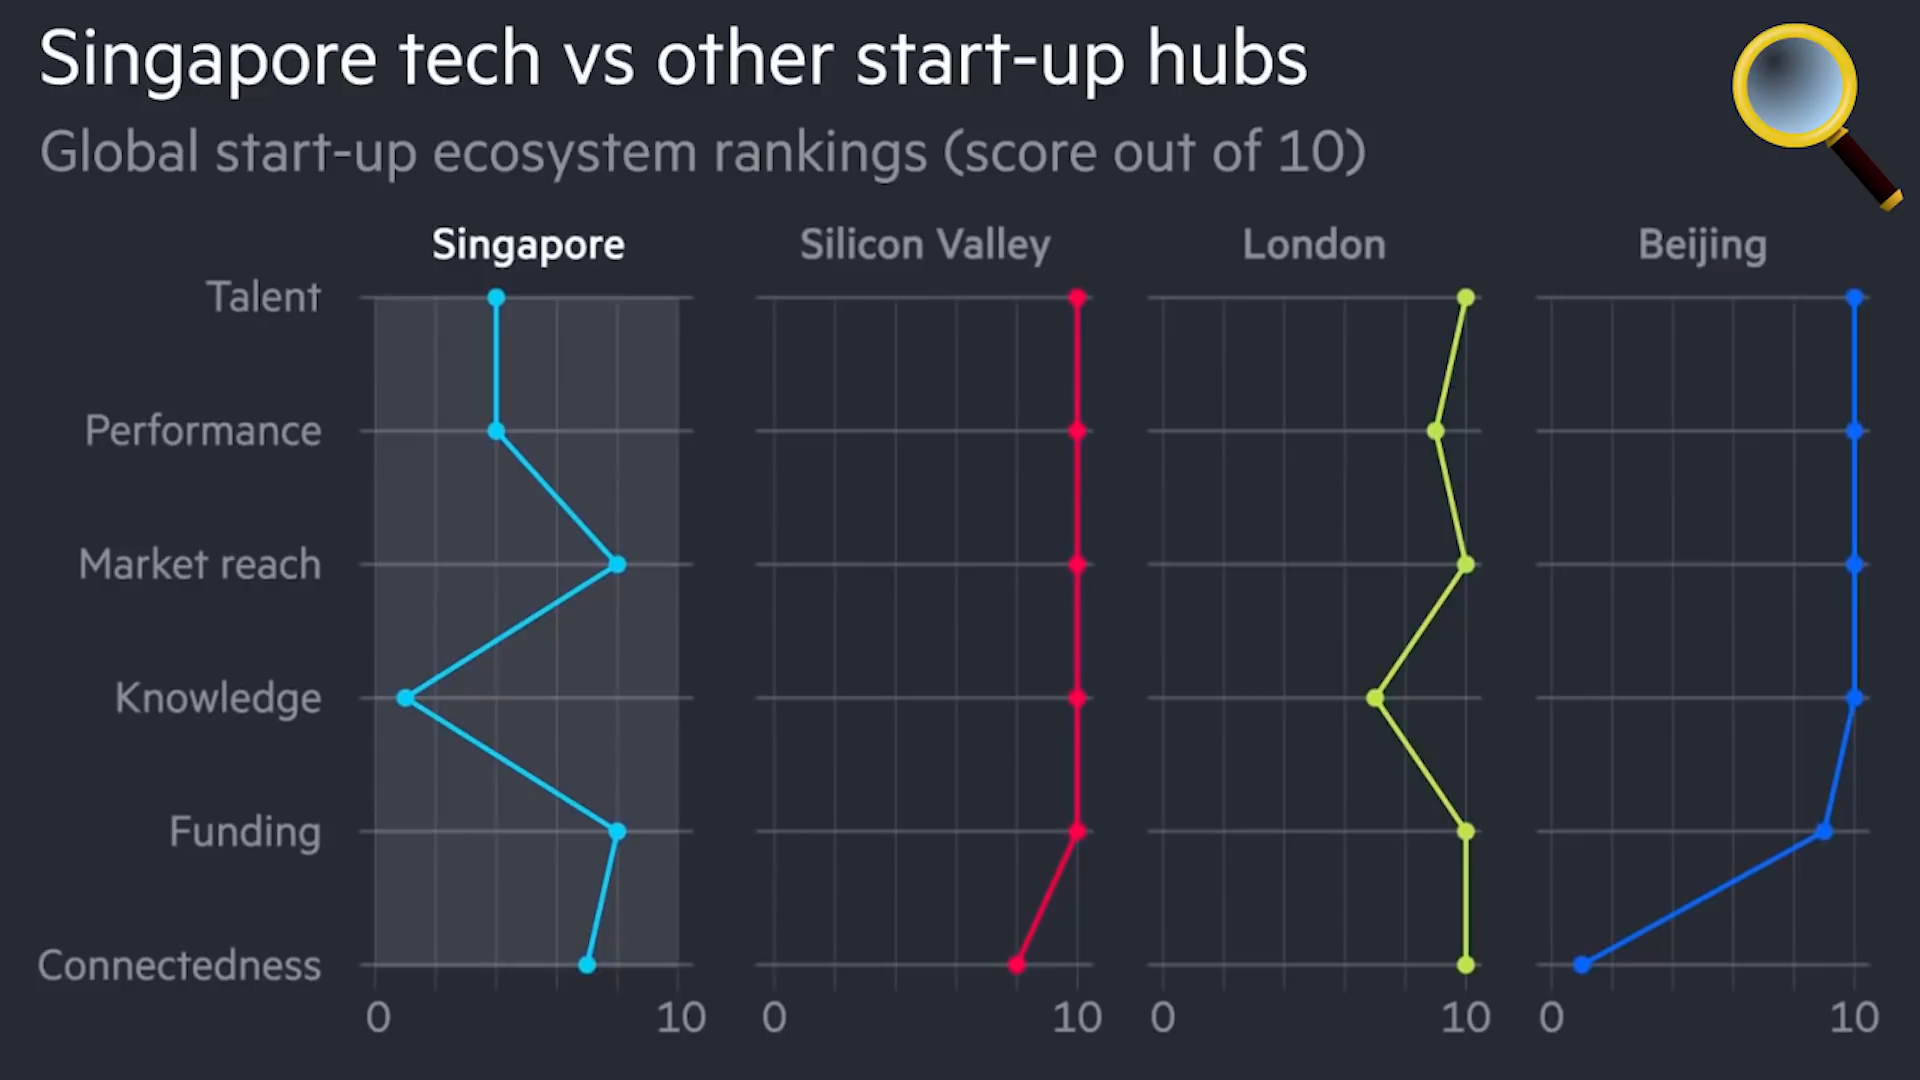 Singapore tech vs other start-up hubs
Global start-up ecosystem rankings (score out of 10)
Singapore Silicon Valley London Beijing
Talent
Performance
Market reach
Knowledge
Funding
Connectedness
0 10 0 10 0 10 0 10